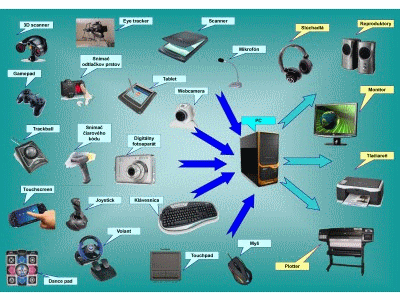 3D scanner
Eye tracker
Scanner
Mikrofón
Slúchadlá
Reproduktory
Gamepad
Snímač
odtlačkov prstov
Tablet
Webcamera
Monitor
Trackball
Snímač
čiarového
kódu
Digitálny
fotoaparát
PC
Tlačiareň
Touchscreen
Joystick
Klávesnica
Volant
Touchpad
Myš
Plotter
Dance pad